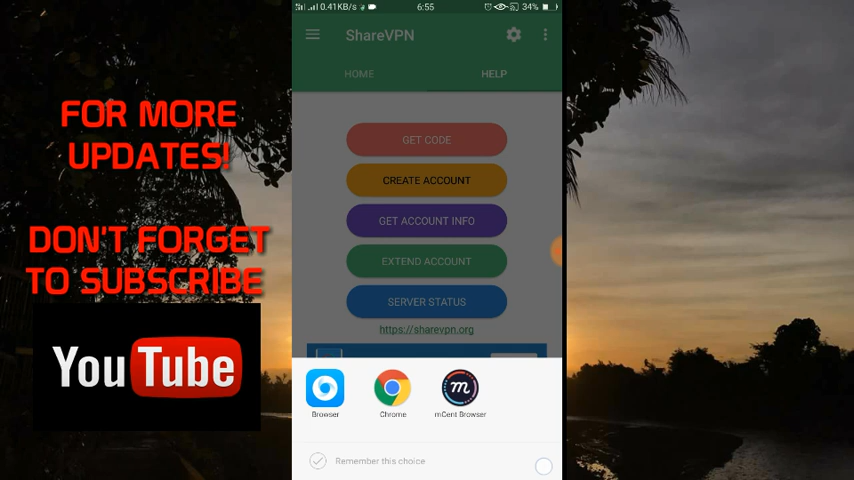 FOR MORE
UPDATES!
DON'T FORGET
TO SUBSCRIBE
YouTube
0.41KB/s
6:55
34%
ShareVPN
HOME
HELP
GET CODE
CREATE ACCOUNT
GET ACCOUNT INFO
EXTEND ACCOUNT
SERVER STATUS
https://sharevpn.org
m
Browser
Chrome
mCent Browser
Remember this choice